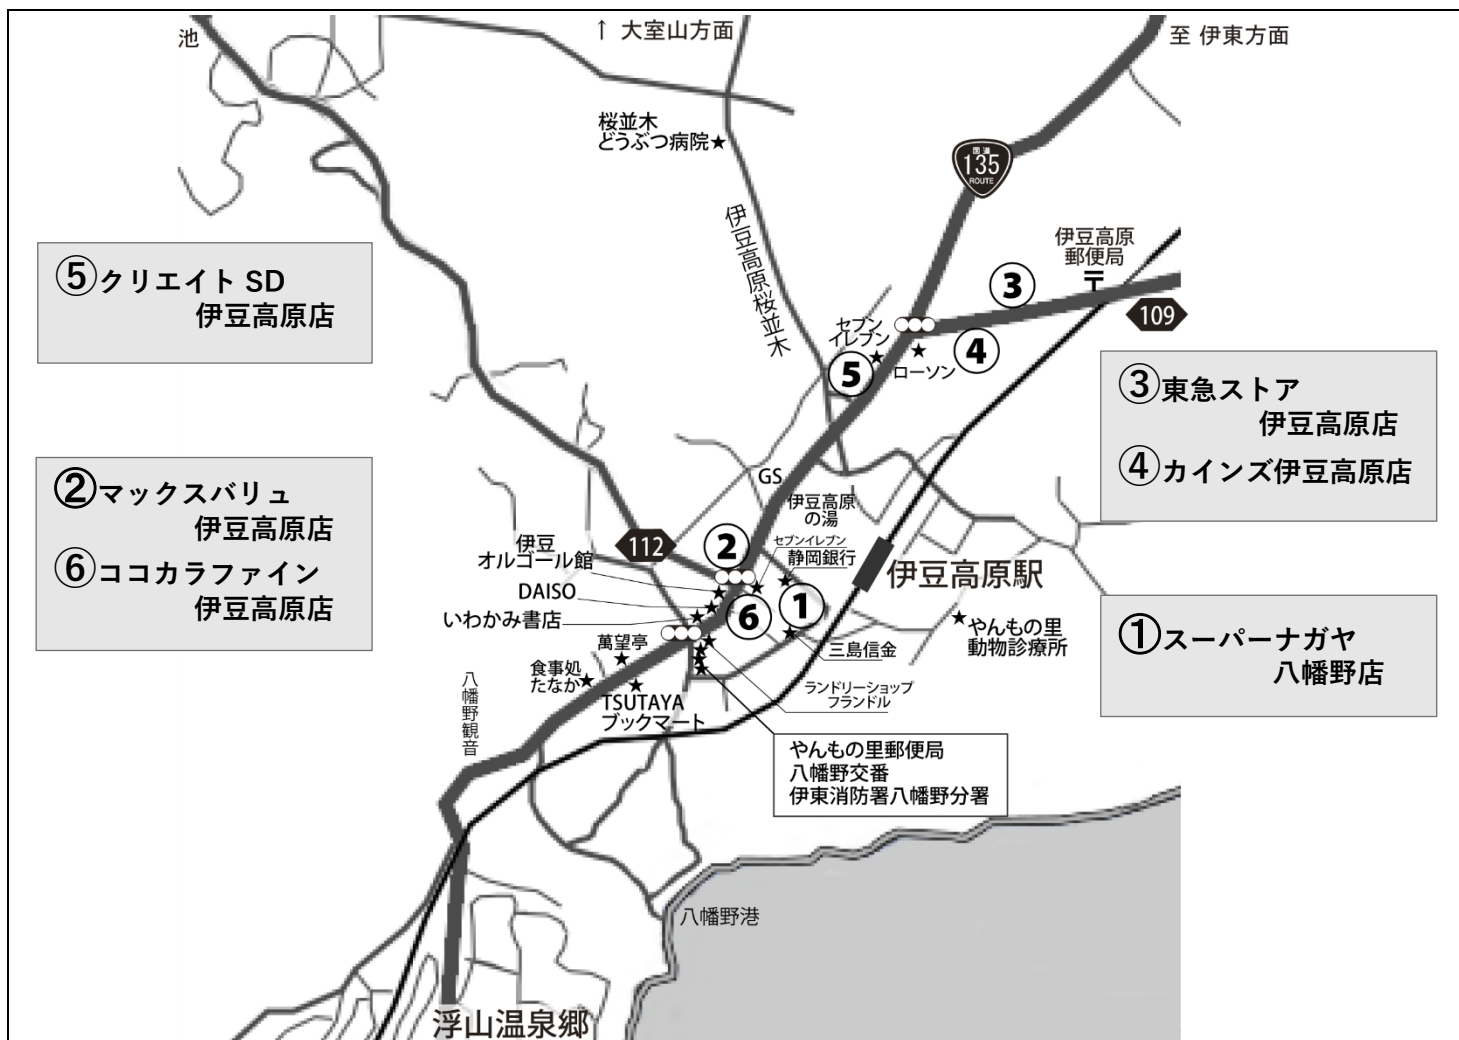 池
↑ 大室山方面
至 伊東方面
桜並木
どうぶつ病院★
国道
135
ROUTE
伊豆高原桜並木
伊豆高原
郵便局
〒
③
109
④
セブン
イレブン
★
⑤
★
ローソン
⑤クリエイト SD
伊豆高原店
③東急ストア
伊豆高原店
④カインズ伊豆高原店
②マックスバリュ
伊豆高原店
⑥ココカラファイン
伊豆高原店
GS
伊豆高原
の湯
セブンイレブン
静岡銀行
112
②
伊豆
オルゴール館
DAISO
いわかみ書店
⑥
①
伊豆高原駅
①スーパーナガヤ
八幡野店
★やんもの里
動物診療所
三島信金
萬望亭
★
食事処
たなか★
ランドリーショップ
フランドル
TSUTAYA
ブックマート
八幡野観音
やんもの里郵便局
八幡野交番
伊東消防署八幡野分署
八幡野港
浮山温泉郷